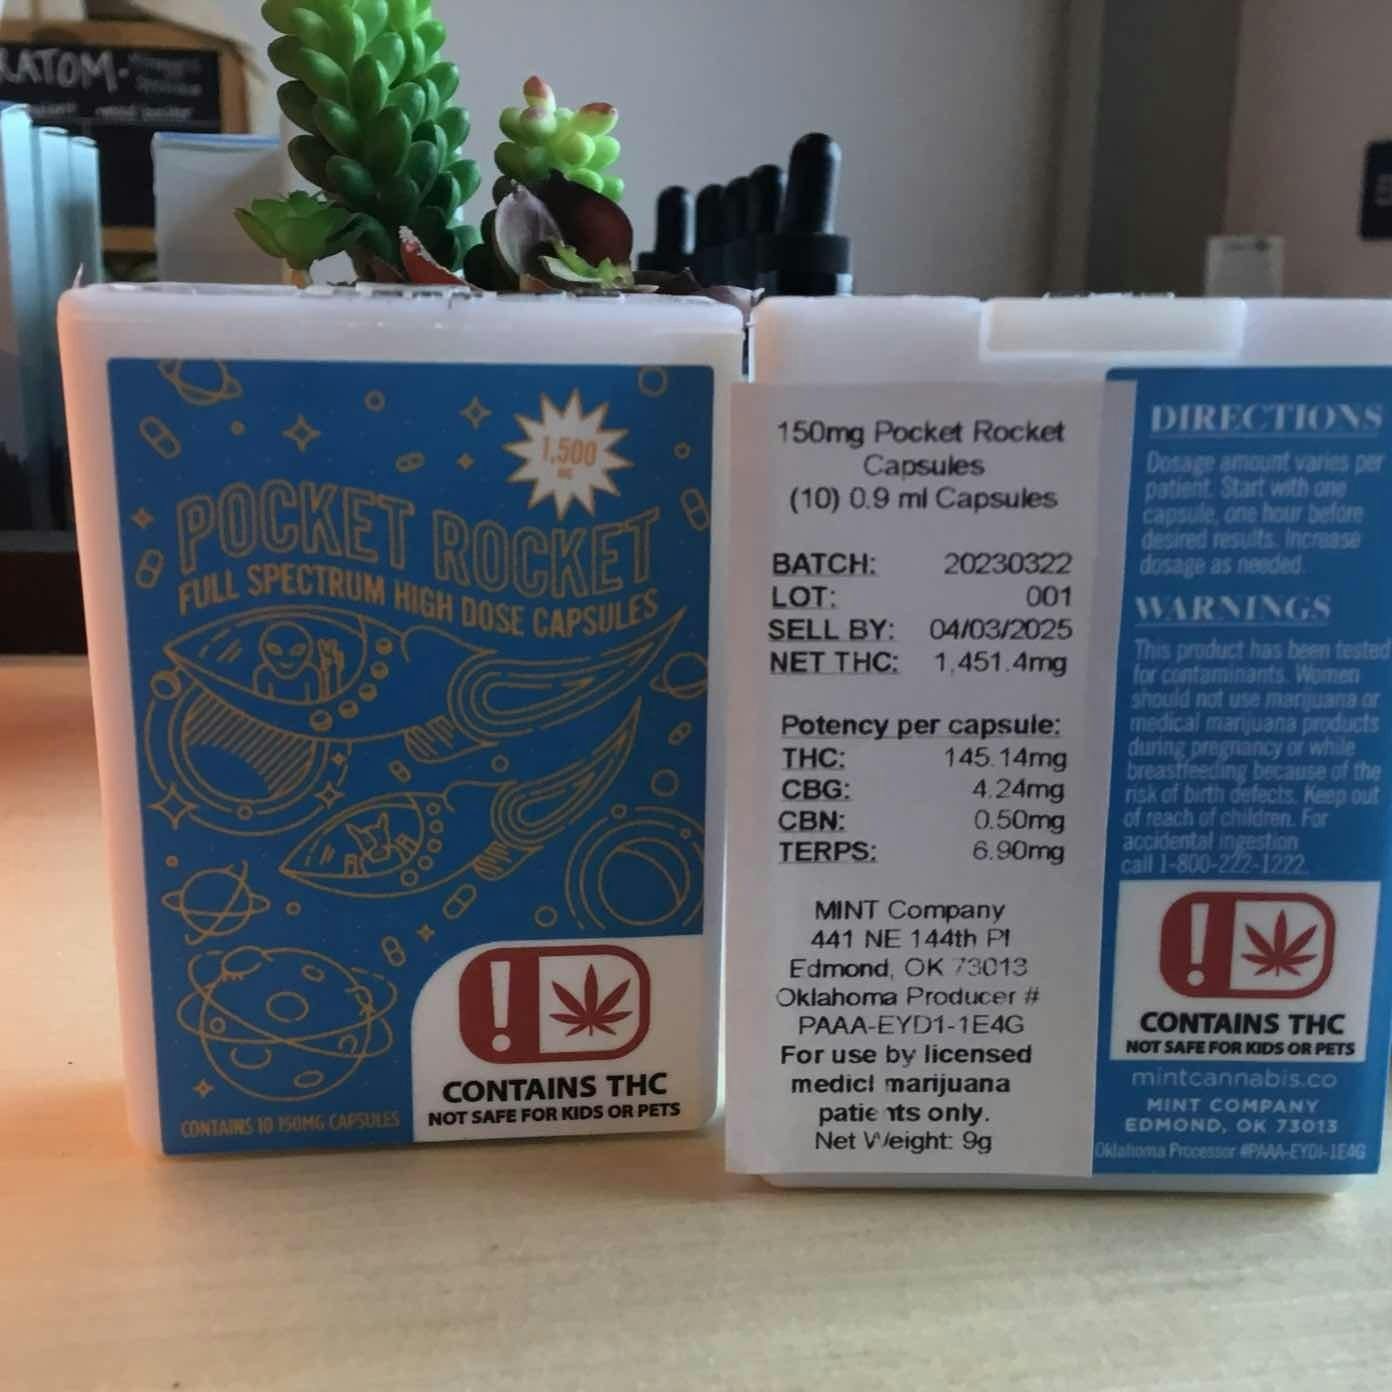 RATOM
1,500
MG
POCKET ROCKET
FULL SPECTRUM HIGH DOSE CAPSULES
CONTAINS THC
NOT SAFE FOR KIDS OR PETS
CONTAINS 10 150MG CAPSULES
150mg Pocket Rocket
Capsules
(10) 0.9 ml Capsules
BATCH: 20230322
LOT: 001
SELL BY: 04/03/2025
NET THC: 1,451.4mg
Potency per capsule:
THC: 145.14mg
CBG: 4.24mg
CBN: 0.50mg
TERPS: 6.90mg
MINT Company
441 NE 144th Pl
Edmond, OK 73013
Oklahoma Producer #
PAAA-EYD1-1E4G
For use by licensed
medicl marijuana
patients only.
Net Weight: 9g
DIRECTIONS
Dosage amount varies per
patient. Start with one
capsule, one hour before
desired results. Increase
dosage as needed.
WARNINGS
This product has been tested
for contaminants. Women
should not use marijuana or
medical marijuana products
during pregnancy or while
breastfeeding because of the
risk of birth defects. Keep out
of reach of children. For
accidental ingestion
call 1-800-222-1222.
CONTAINS THC
NOT SAFE FOR KIDS OR PETS
mintcannabis.co
MINT COMPANY
EDMOND, OK 73013
Oklahoma Processor #PAAA-EYD1-1E4G